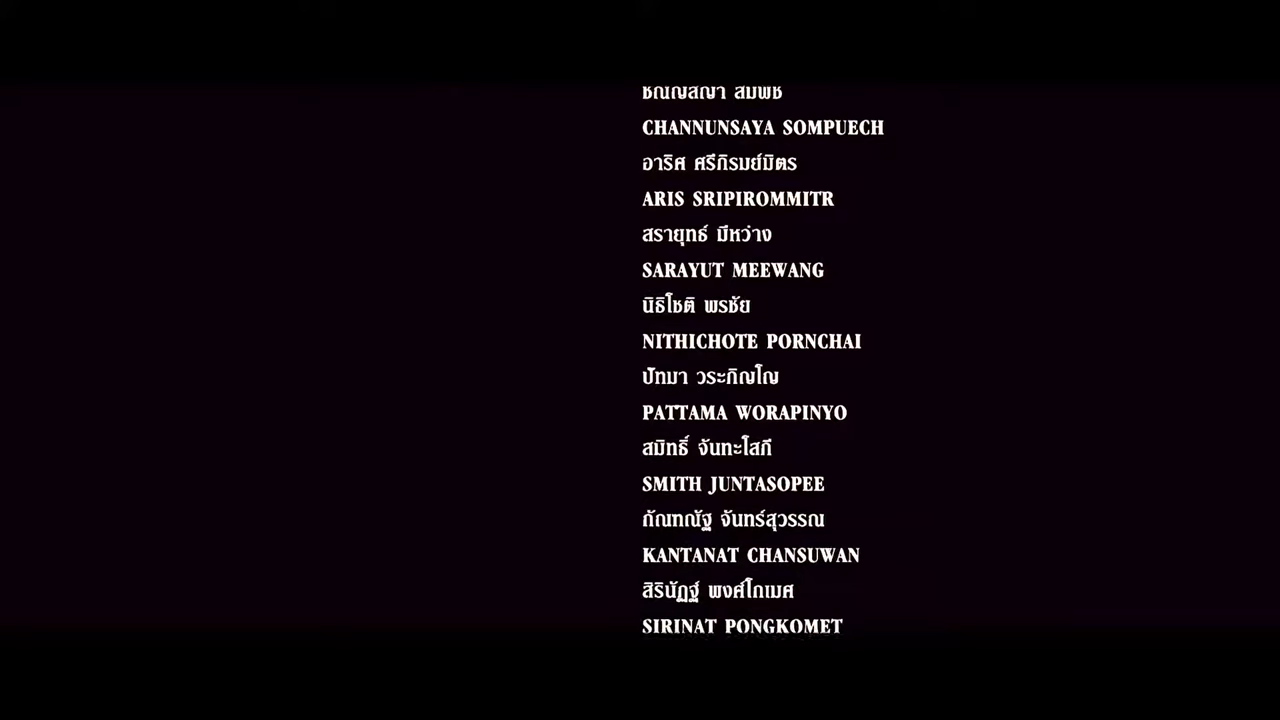 ชัณญสญา สมพืช
CHANNUNSAYA SOMPUECH
อาริศ ศรีภิรมย์มิตร
ARIS SRIPIROMMITR
สรายุทธ์ มีหว่าง
SARAYUT MEEWANG
นิธิโชติ พรชัย
NITHICHOTE PORNCHAI
ปัทมา วระภิญโญ
PATTAMA WORAPINYO
สมิทธิ์ จันทะโสภี
SMITH JUNTASOPEE
กัณฑณัฐ จันทร์สุวรรณ
KANTANAT CHANSUWAN
สิรินัฏฐ์ พงศ์โกเมศ
SIRINAT PONGKOMET